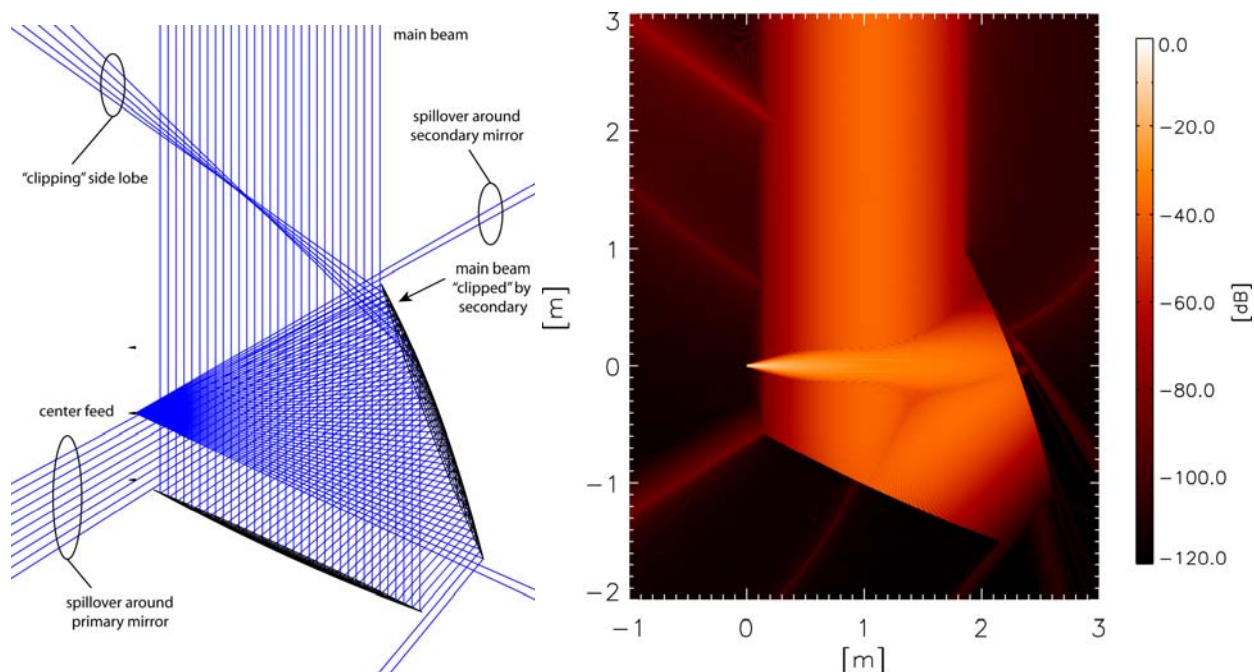 main beam
spillover around
secondary mirror
“clipping” side lobe
main beam
“clipped” by
secondary
center feed
spillover around
primary mirror
3
2
1
0
−1
−2
[m]
−1
0
1
2
3
[m]
0.0
−20.0
−40.0
−60.0
−80.0
−100.0
−120.0
[dB]